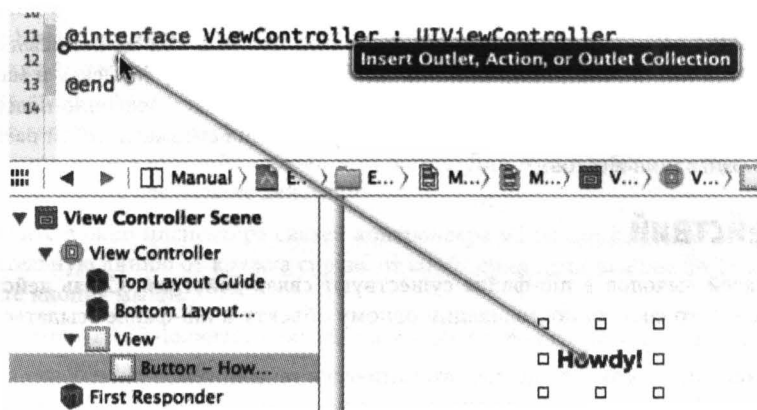 11 @interface ViewController : UIViewController
Insert Outlet, Action, or Outlet Collection
12
13 @end
14
Manual E... E... M... M... V... V...
View Controller Scene
View Controller
Top Layout Guide
Bottom Layout...
View
Button – How...
Howdy!
First Responder